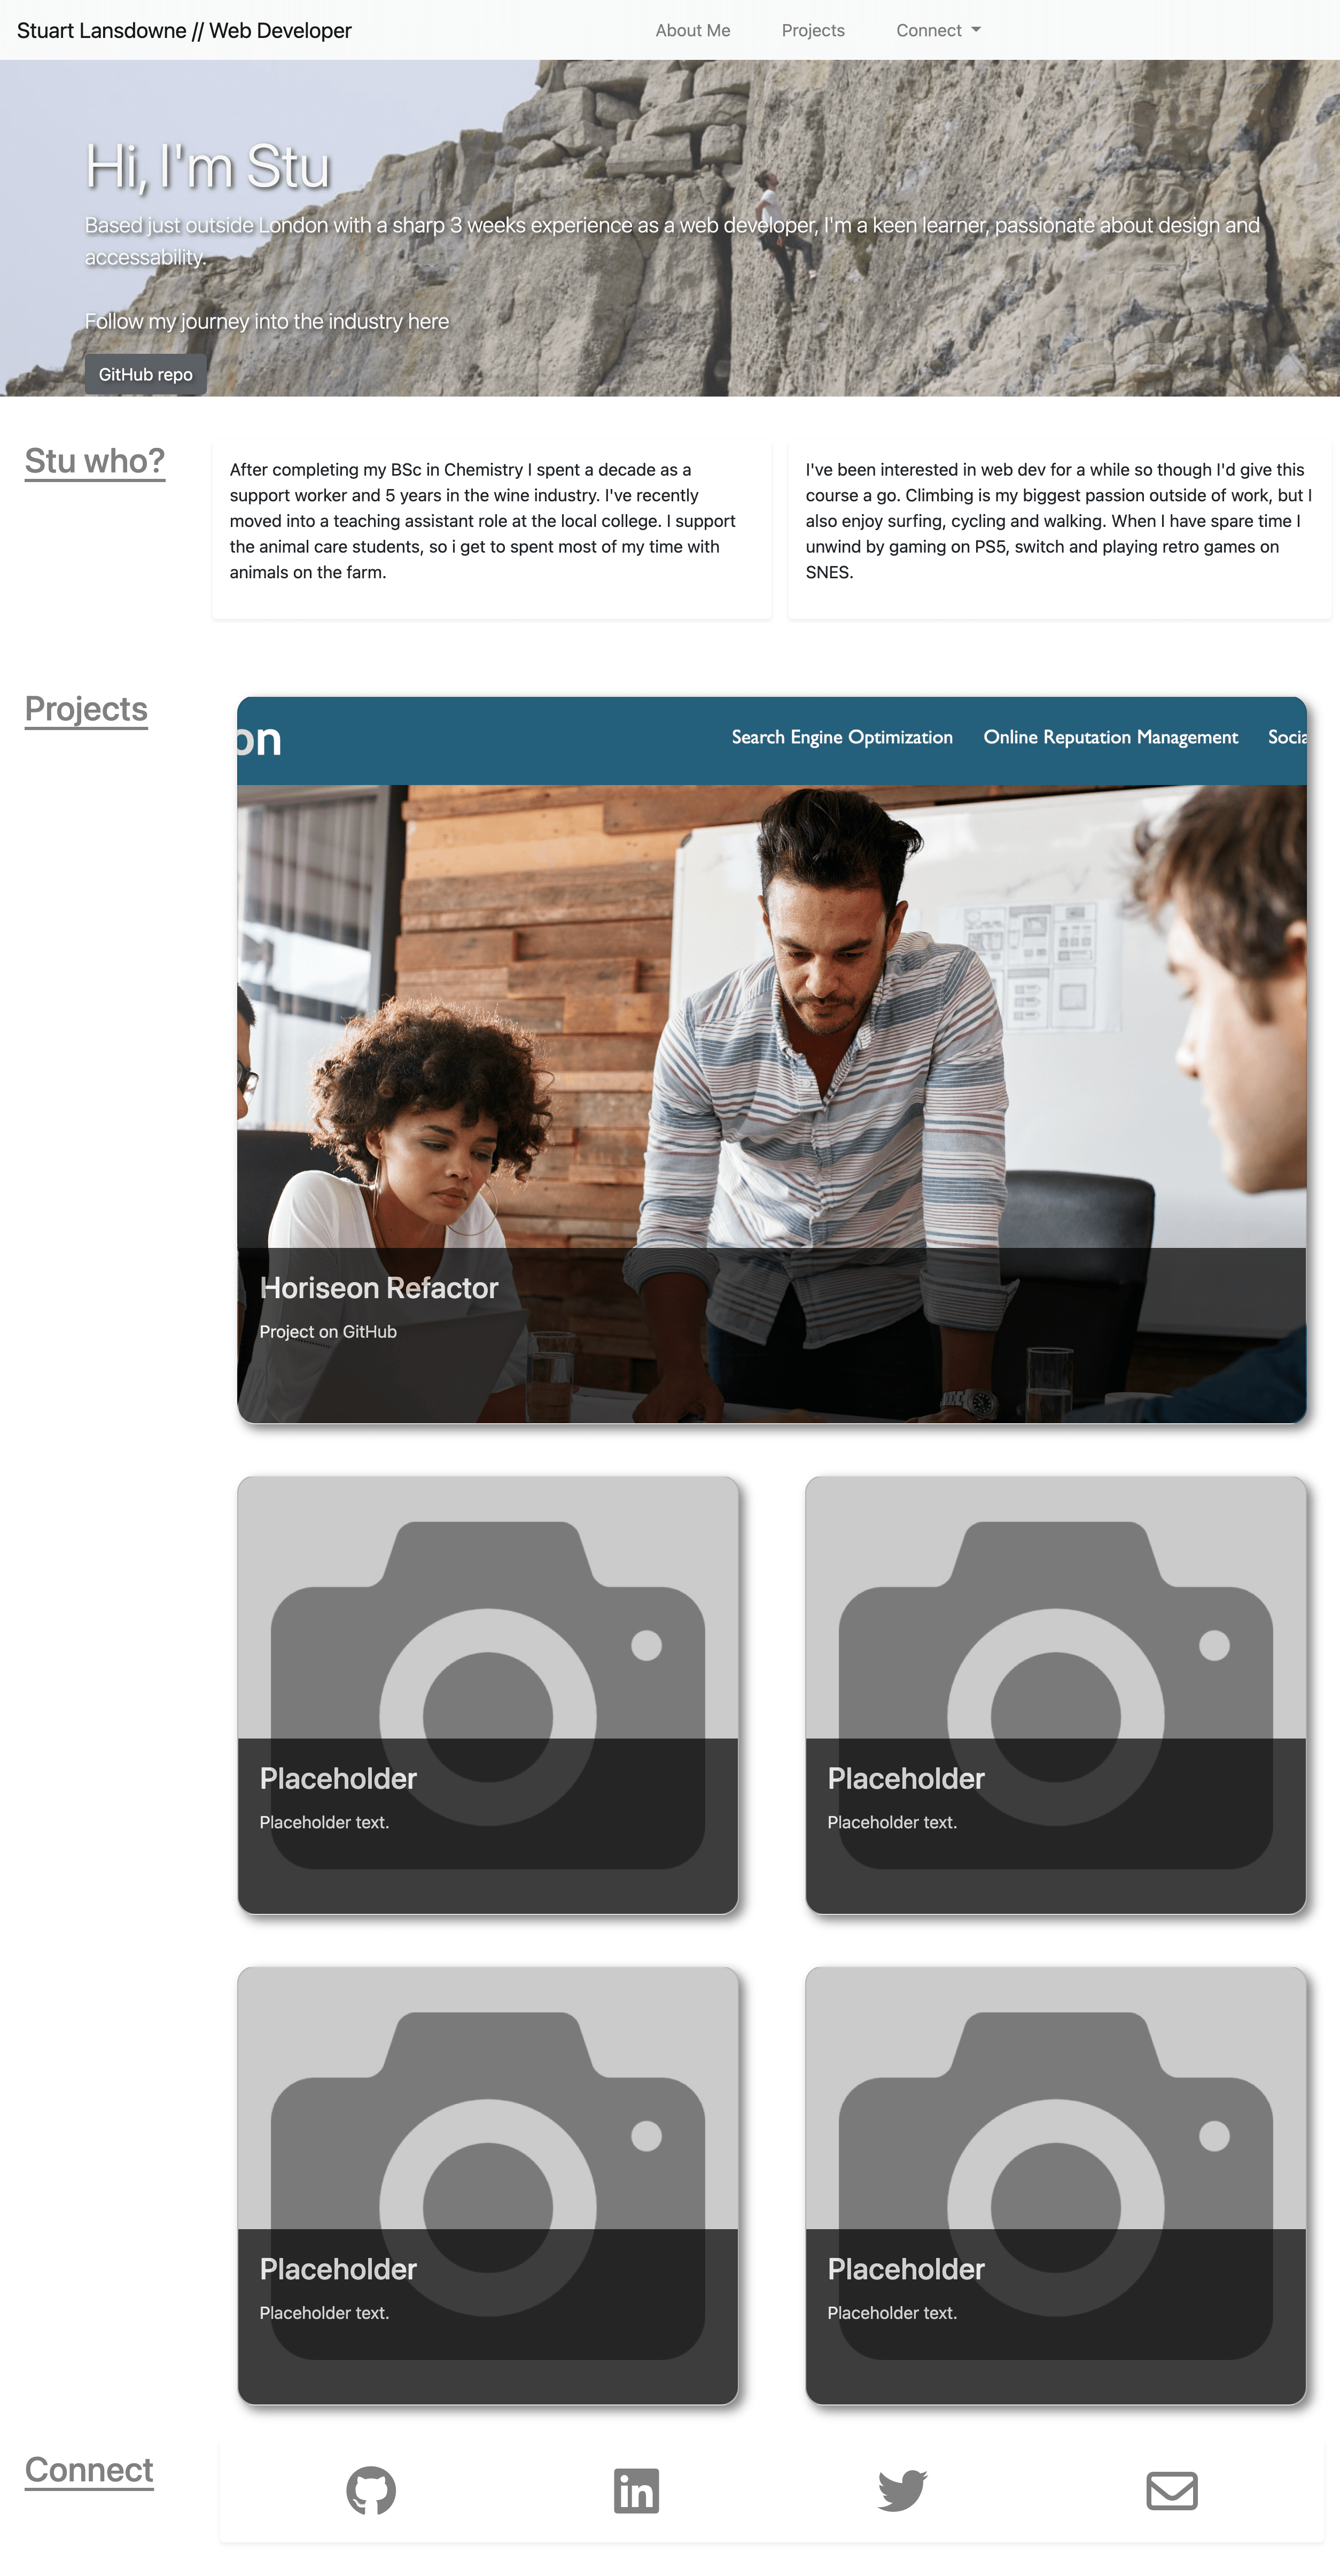 Stuart Lansdowne // Web Developer
About Me
Projects
Connect
Hi, I'm Stu
Based just outside London with a sharp 3 weeks experience as a web developer, I'm a keen learner, passionate about design and
accessability.
Follow my journey into the industry here
GitHub repo
Stu who?
After completing my BSc in Chemistry I spent a decade as a
support worker and 5 years in the wine industry. I've recently
moved into a teaching assistant role at the local college. I support
the animal care students, so i get to spent most of my time with
animals on the farm.
I've been interested in web dev for a while so though I'd give this
course a go. Climbing is my biggest passion outside of work, but I
also enjoy surfing, cycling and walking. When I have spare time I
unwind by gaming on PS5, switch and playing retro games on
SNES.
Projects
on
Search Engine Optimization
Online Reputation Management
Socia
Horiseon Refactor
Project on GitHub
Placeholder
Placeholder text.
Placeholder
Placeholder text.
Placeholder
Placeholder text.
Placeholder
Placeholder text.
Connect
in